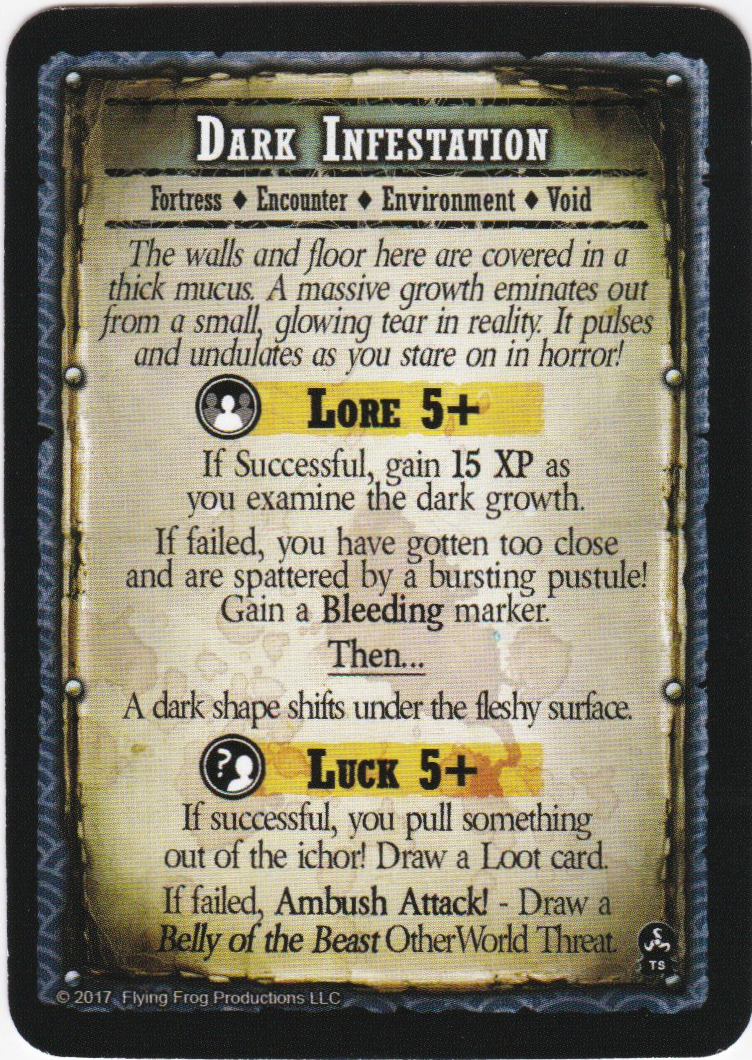 Dark Infestation
Fortress ♦ Encounter ♦ Environment ♦ Void
The walls and floor here are covered in a
thick mucus. A massive growth eminates out
from a small, glowing tear in reality. It pulses
and undulates as you stare on in horror!
Lore 5+
If Successful, gain 15 XP as
you examine the dark growth.
If failed, you have gotten too close
and are spattered by a bursting pustule!
Gain a Bleeding marker.
Then...
A dark shape shifts under the fleshy surface.
?
Luck 5+
If successful, you pull something
out of the ichor! Draw a Loot card.
If failed, Ambush Attack! - Draw a
Belly of the Beast OtherWorld Threat.
TS
© 2017 Flying Frog Productions LLC